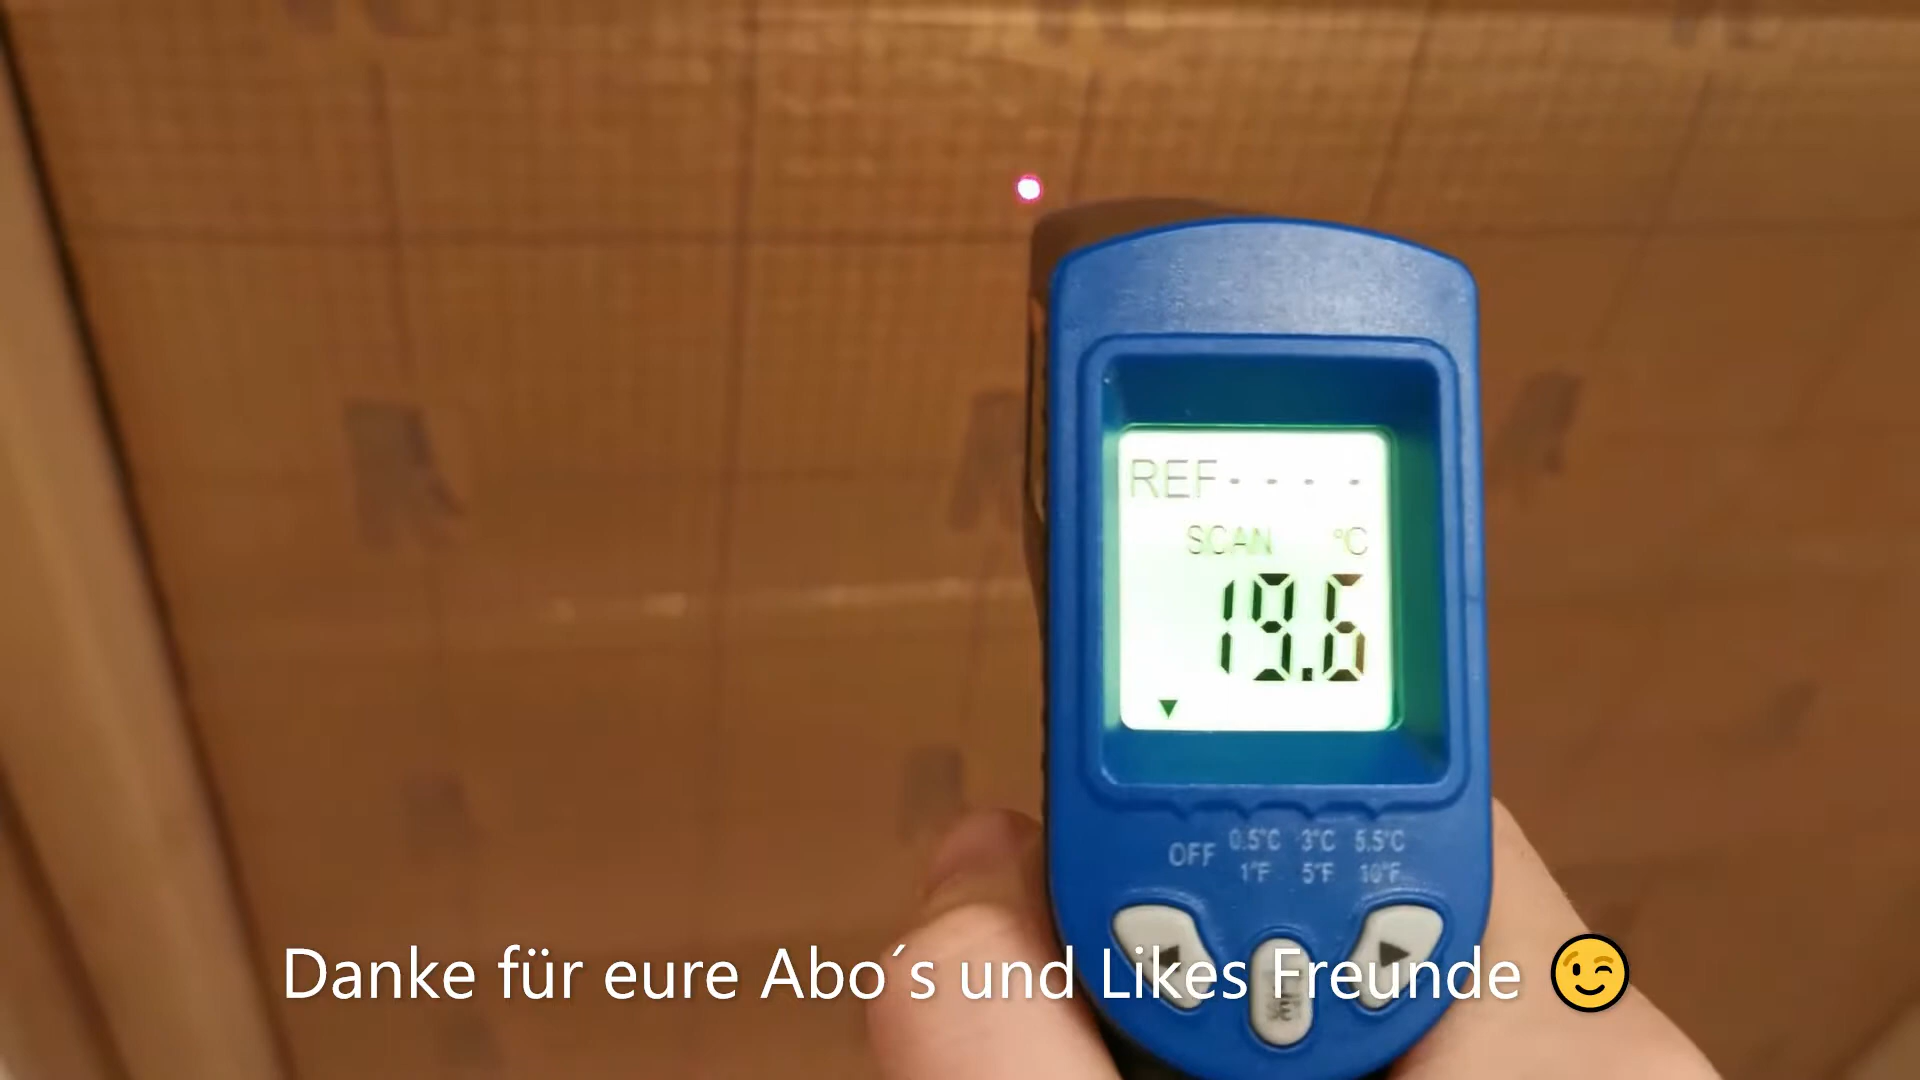 REF- - - -
SCAN °C
19.6
OFF 0.5°C 3°C 5.5°C
1°F 5°F 10°F
Danke für eure Abo´s und Likes Freunde 😉